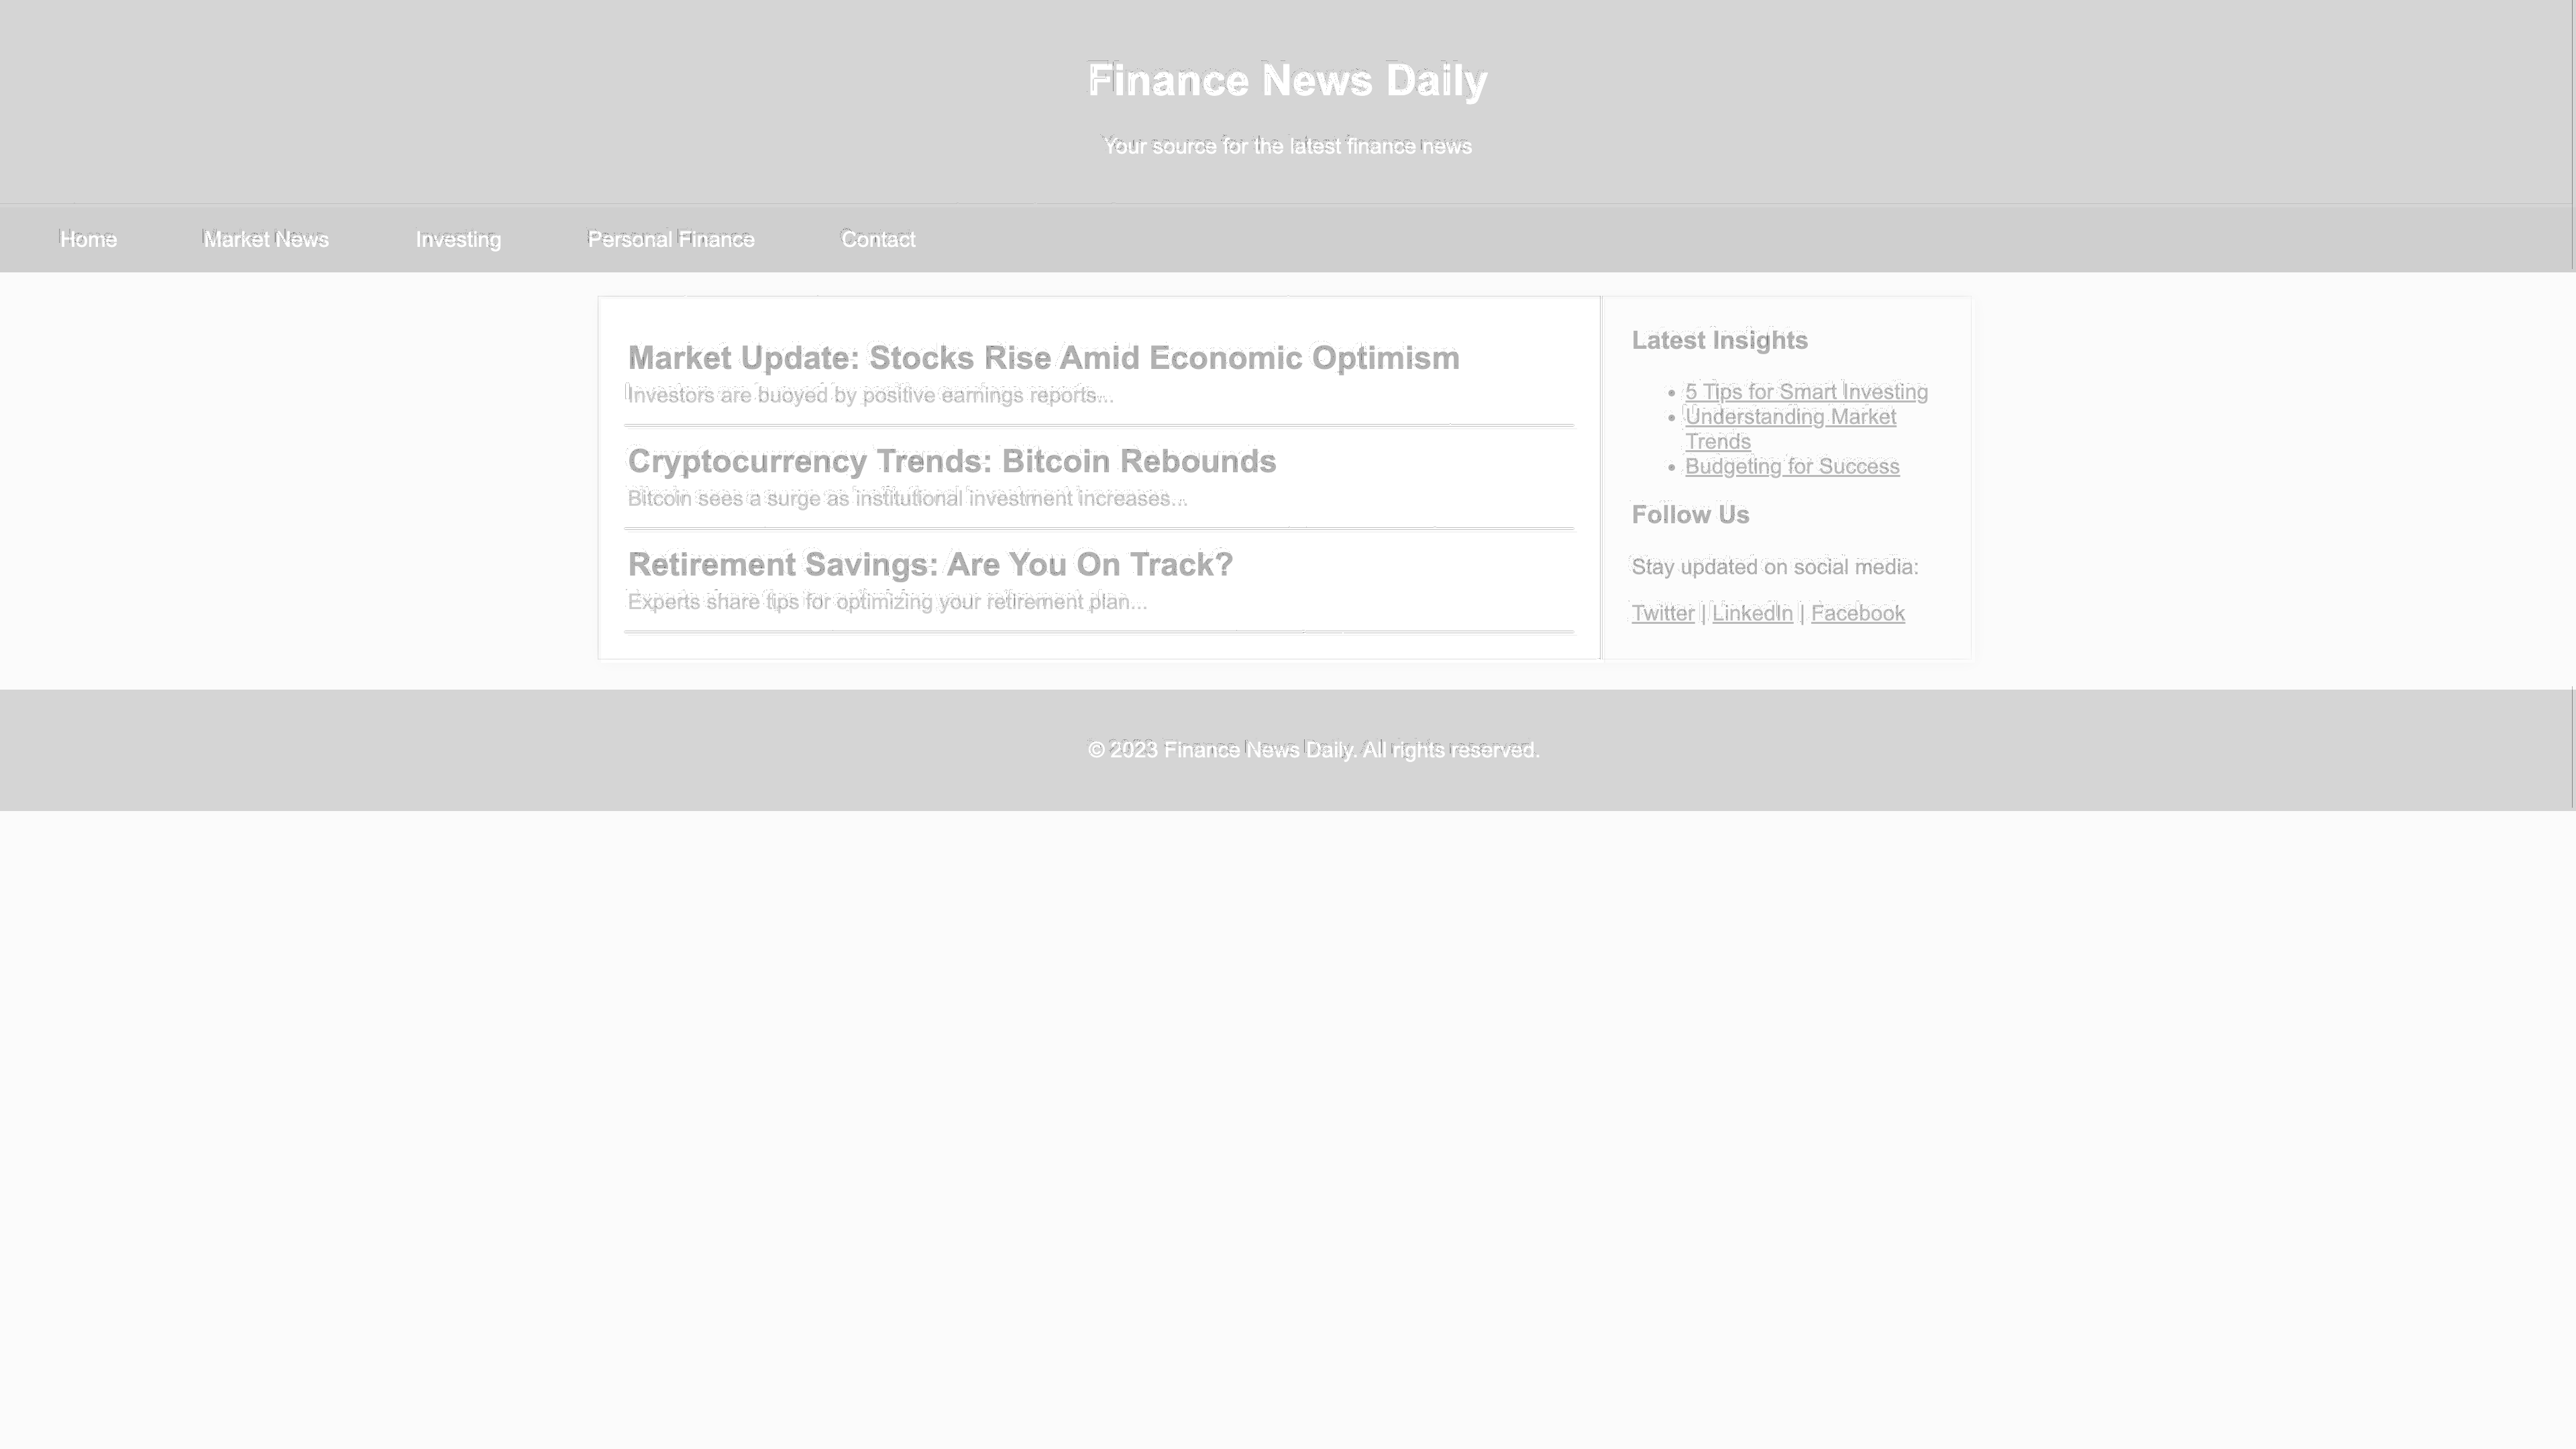 Finance News Daily
Your source for the latest finance news
Home Market News Investing Personal Finance Contact
Market Update: Stocks Rise Amid Economic Optimism
Investors are buoyed by positive earnings reports...
Cryptocurrency Trends: Bitcoin Rebounds
Bitcoin sees a surge as institutional investment increases...
Retirement Savings: Are You On Track?
Experts share tips for optimizing your retirement plan...
Latest Insights
• 5 Tips for Smart Investing
• Understanding Market
Trends
• Budgeting for Success
Follow Us
Stay updated on social media:
Twitter | LinkedIn | Facebook
© 2023 Finance News Daily. All rights reserved.